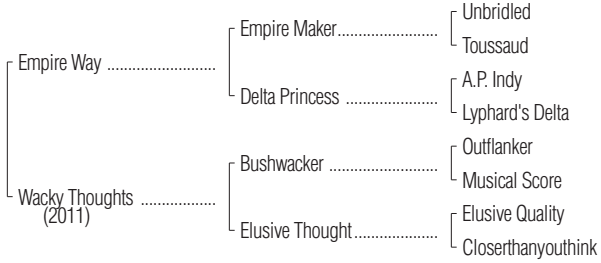 Unbridled
Empire Maker........................
Toussaud
Empire Way ..........................
A.P. Indy
Delta Princess ......................
Lyphard's Delta
Outflanker
Bushwacker ..........................
Musical Score
Wacky Thoughts ..................
(2011)
Elusive Quality
Elusive Thought....................
Closerthanyouthink